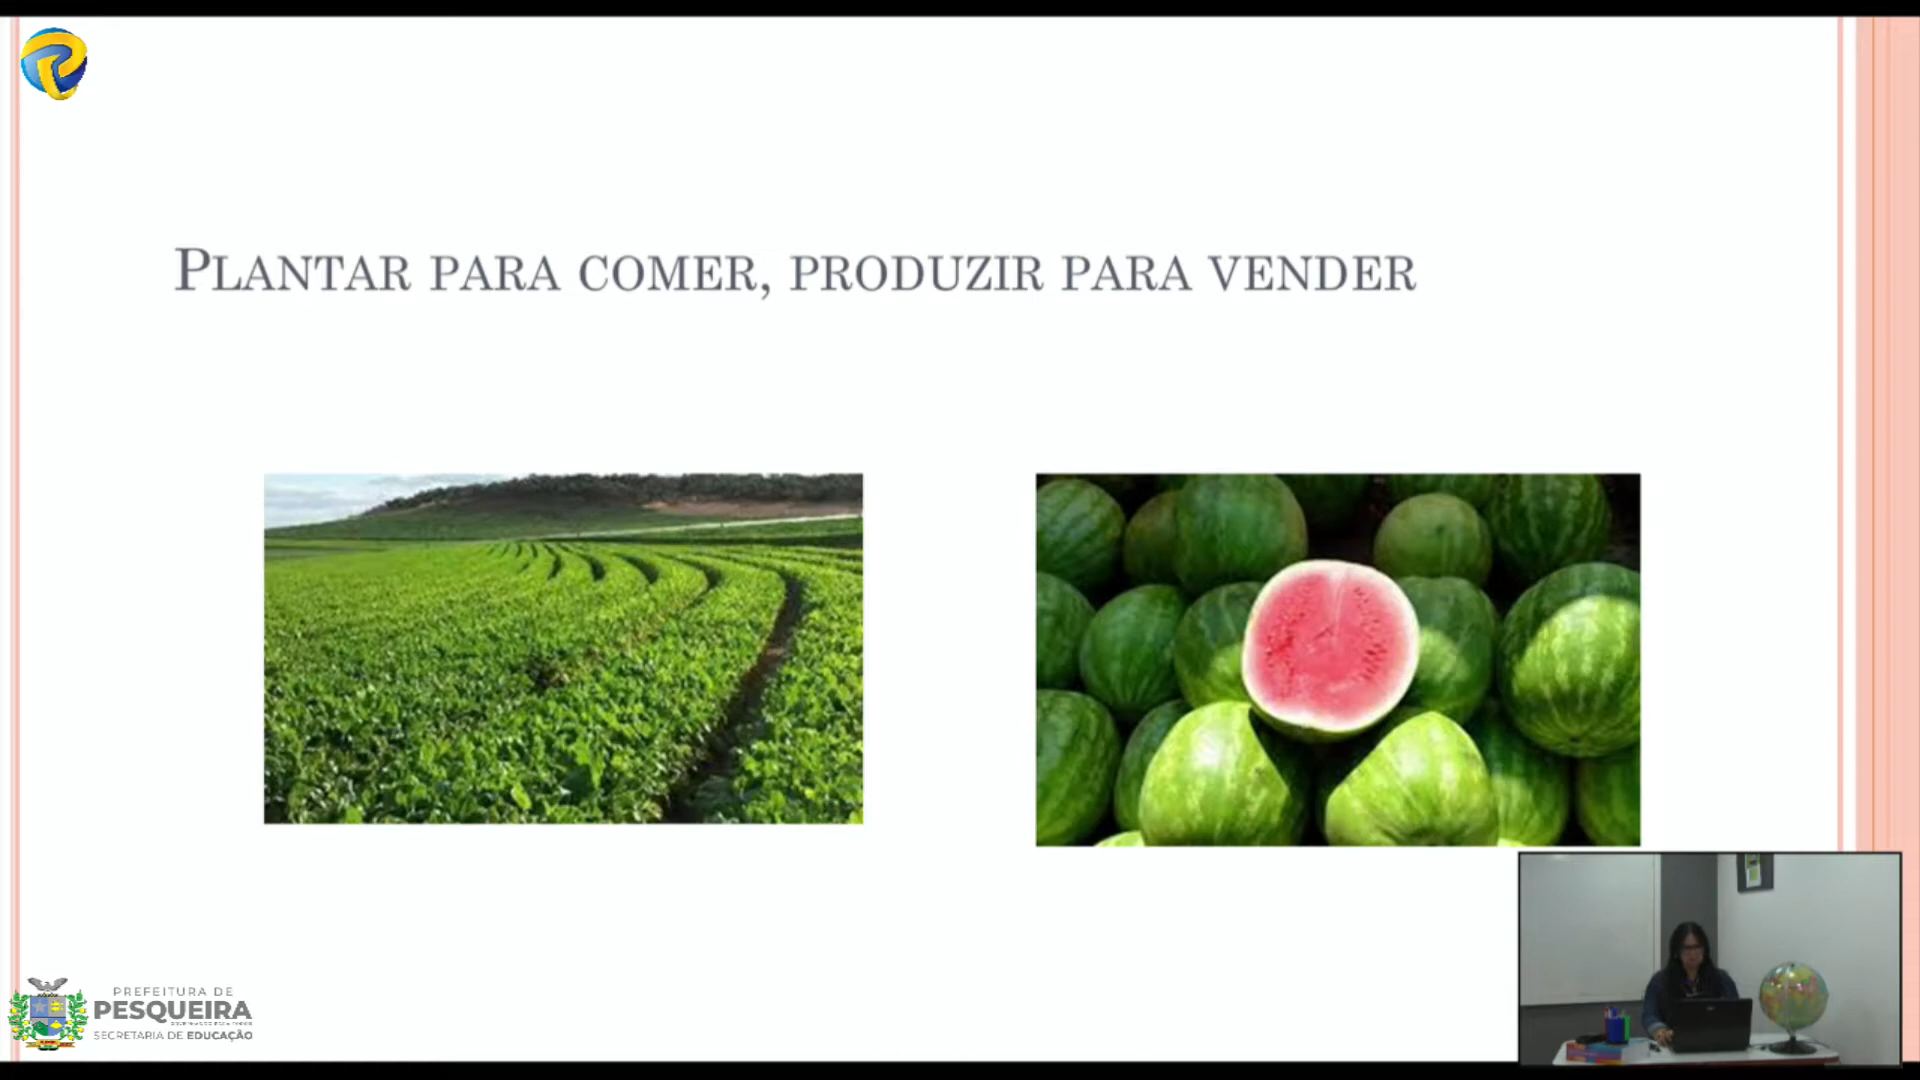 PLANTAR PARA COMER, PRODUZIR PARA VENDER
PREFEITURA DE
PESQUEIRA
SECRETARIA DE EDUCAÇÃO